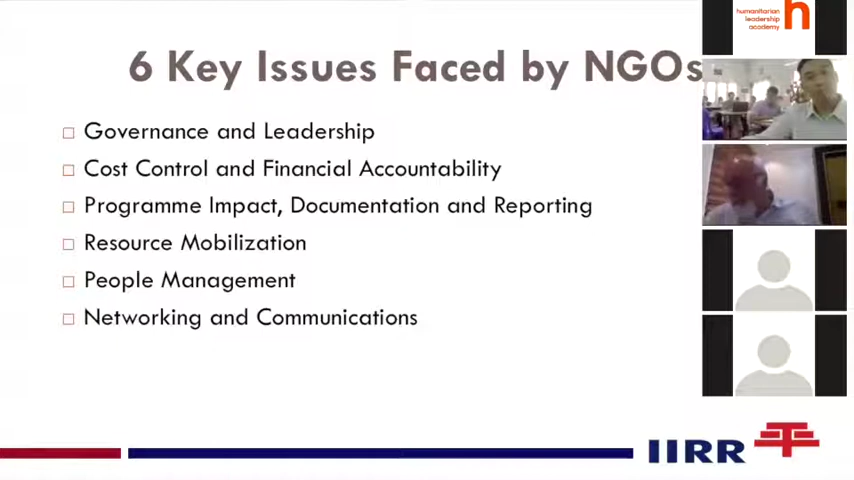 humanitarian
leadership
academy
h
6 Key Issues Faced by NGOs
Governance and Leadership
Cost Control and Financial Accountability
Programme Impact, Documentation and Reporting
Resource Mobilization
People Management
Networking and Communications
IIRR